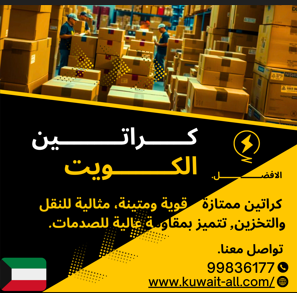 كراتين
الكويت
الافضل.
كراتين ممتازة قوية ومتينة، مثالية للنقل
والتخزين, تتميز بمقاومة عالية للصدمات.
تواصل معنا.
99836177
www.kuwait-all.com/